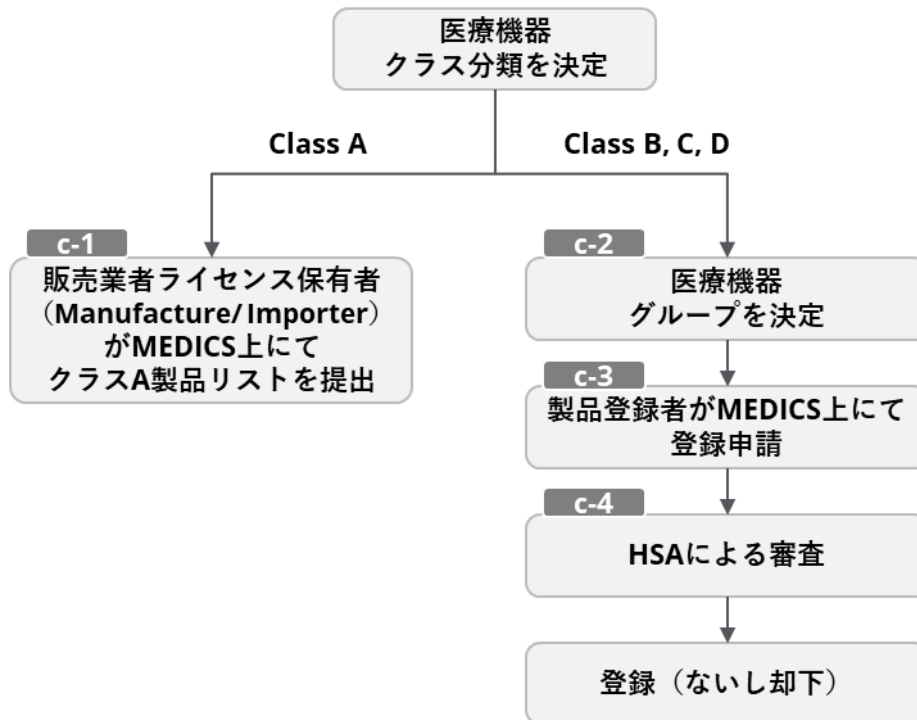 医療機器
クラス分類を決定
Class A
Class B, C, D
c-1
販売業者ライセンス保有者
（Manufacture/ Importer）
がMEDICS上にて
クラスA製品リストを提出
c-2
医療機器
グループを決定
c-3
製品登録者がMEDICS上にて
登録申請
c-4
HSAによる審査
登録（ないし却下）